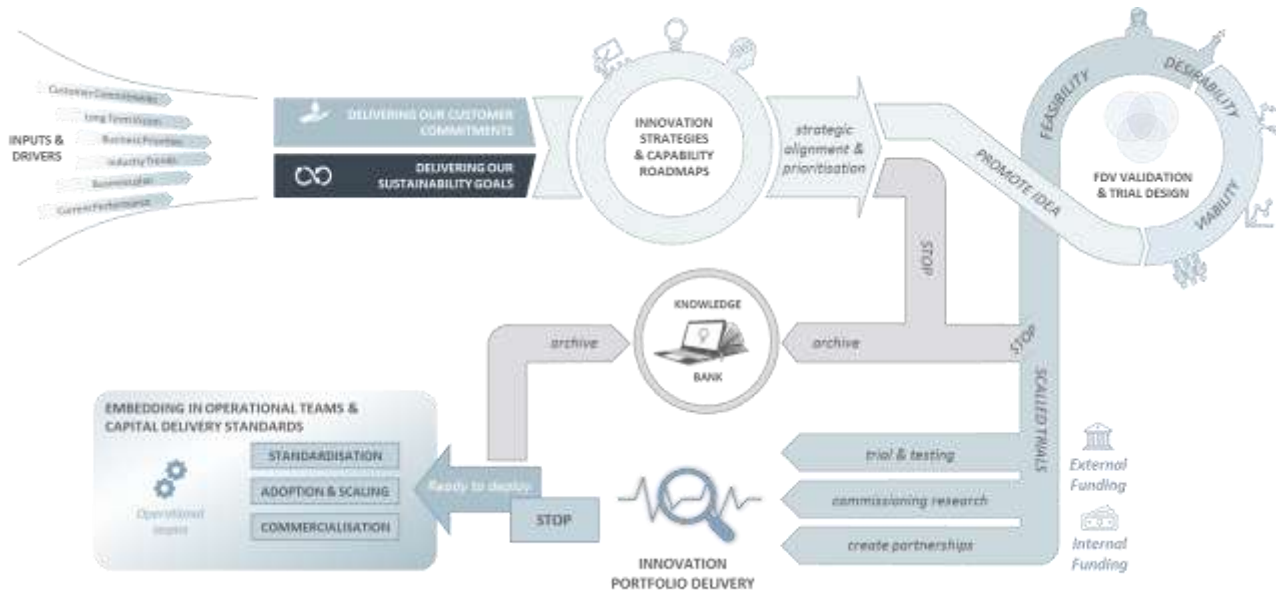 Customer Commitments
Long Term Vision
INPUTS &
DRIVERS
Business Priorities
Industry Trends
Current Performance
DELIVERING OUR CUSTOMER
COMMITMENTS
DELIVERING OUR
SUSTAINABILITY GOALS
INNOVATION
STRATEGIES
& CAPABILITY
ROADMAPS
strategic
alignment &
prioritisation
PROMOTE IDEA
FEASIBILITY
DESIRABILITY
VIABILITY
FDV VALIDATION
& TRIAL DESIGN
STOP
STOP
archive
KNOWLEDGE
BANK
archive
SCALLED TRIALS
EMBEDDING IN OPERATIONAL TEAMS &
CAPITAL DELIVERY STANDARDS
STANDARDISATION
ADOPTION & SCALING
COMMERCIALISATION
Operational
teams
Ready to deploy
STOP
INNOVATION
PORTFOLIO DELIVERY
trial & testing
commissioning research
create partnerships
External
Funding
Internal
Funding